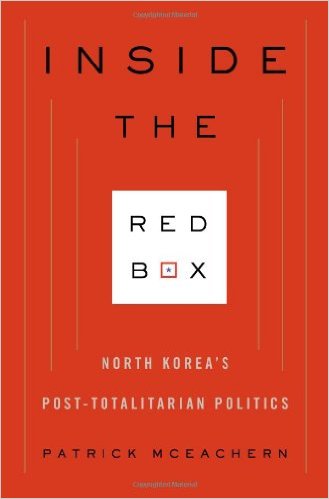 INSIDE
THE
RED
BOX
NORTH KOREA'S
POST-TOTALITARIAN POLITICS
PATRICK MCEACHERN